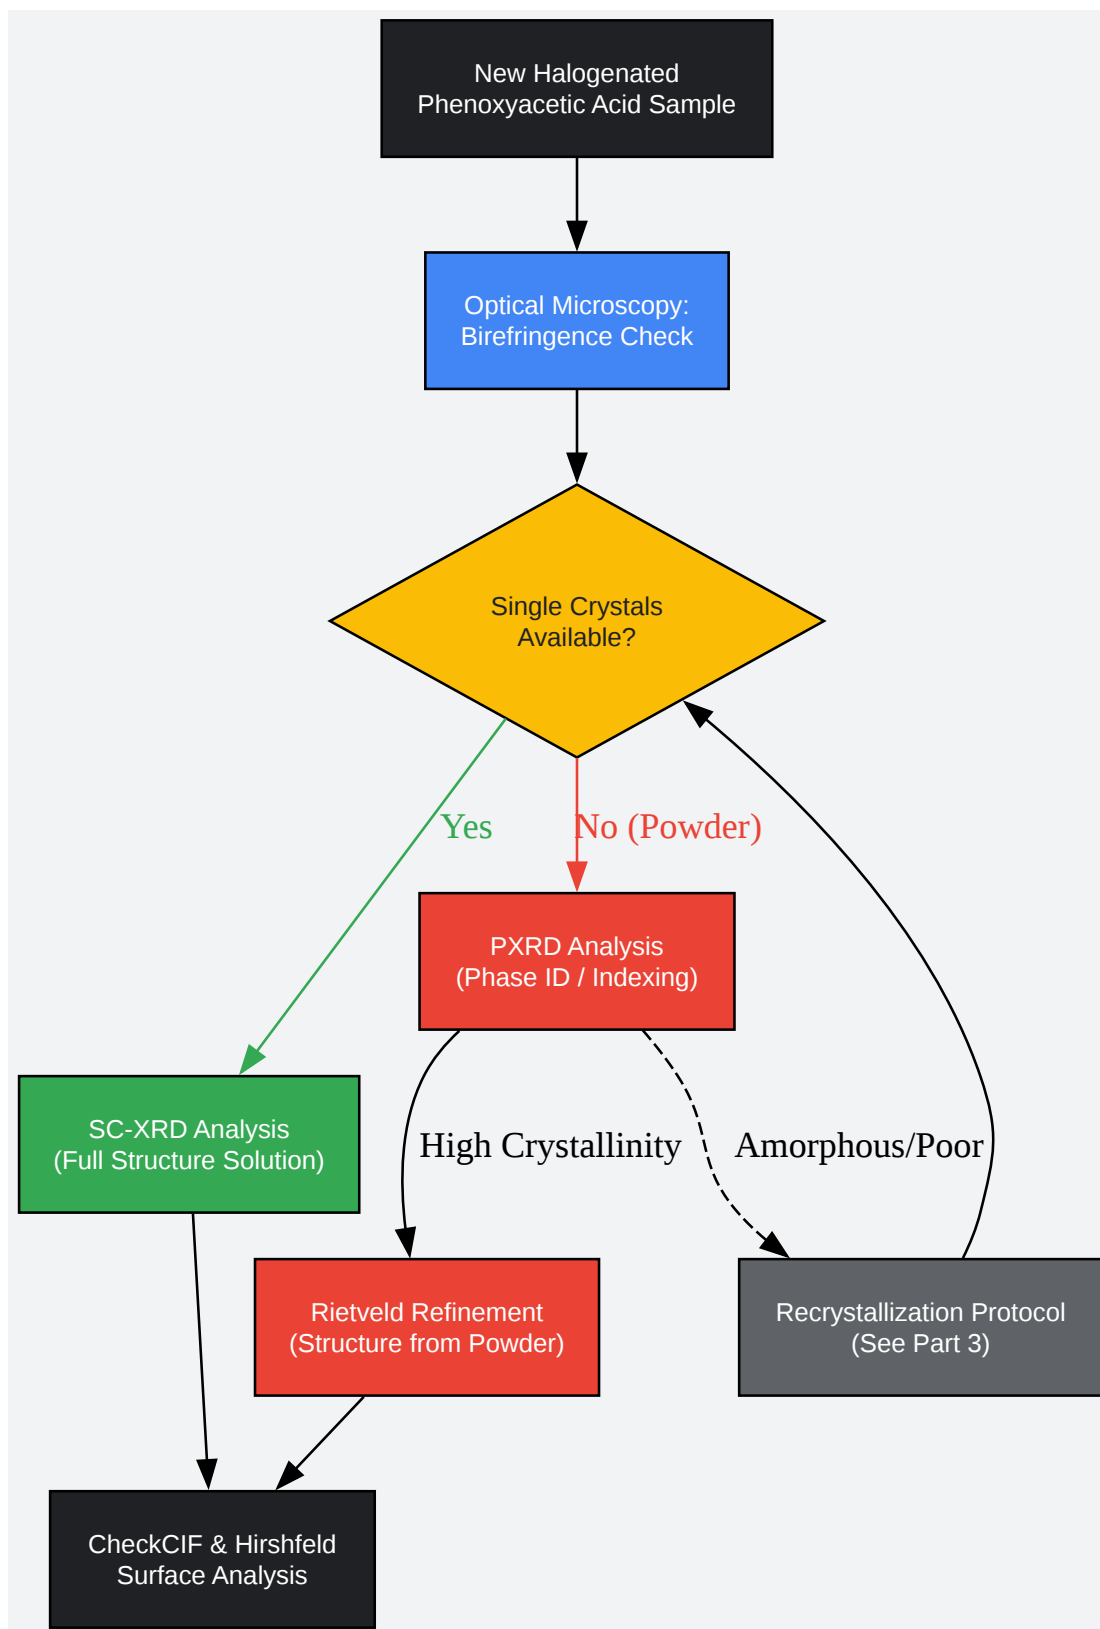 New Halogenated
Phenoxyacetic Acid Sample
Optical Microscopy:
Birefringence Check
Single Crystals
Available?
Yes
No (Powder)
PXRD Analysis
(Phase ID / Indexing)
SC-XRD Analysis
(Full Structure Solution)
High Crystallinity
Amorphous/Poor
Rietveld Refinement
(Structure from Powder)
Recrystallization Protocol
(See Part 3)
CheckCIF & Hirshfeld
Surface Analysis